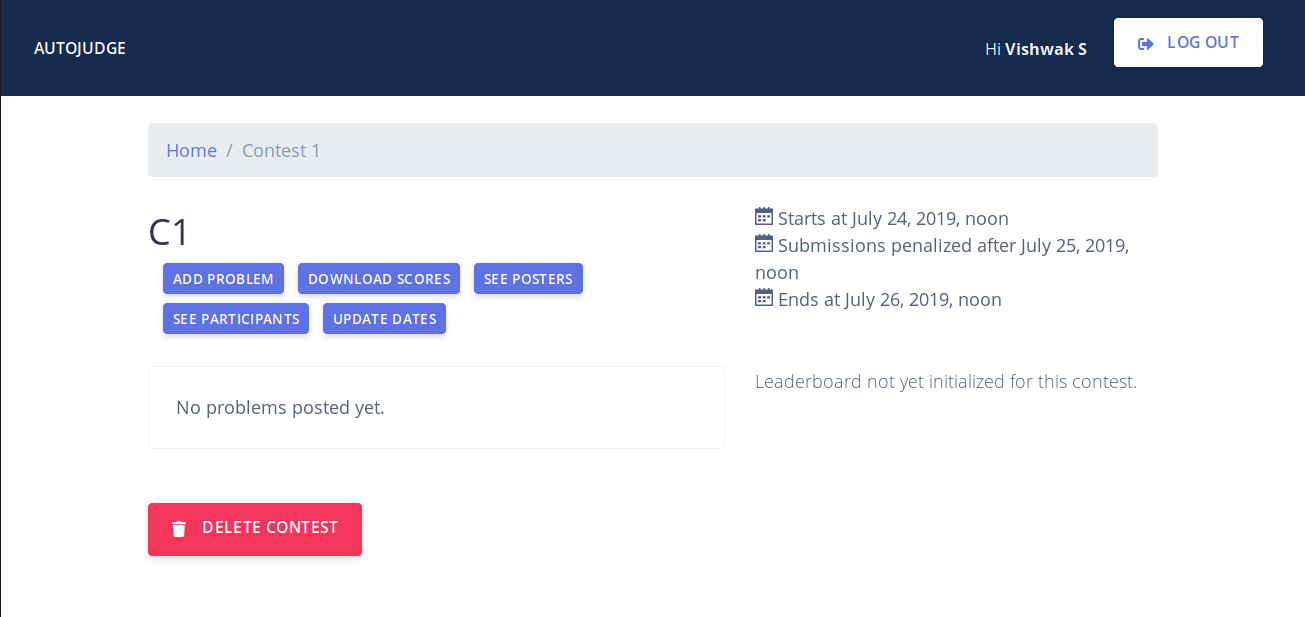 AUTOJUDGE
Hi Vishwak S
LOG OUT
Home / Contest 1
C1
ADD PROBLEM DOWNLOAD SCORES SEE POSTERS
SEE PARTICIPANTS UPDATE DATES
Starts at July 24, 2019, noon
Submissions penalized after July 25, 2019,
noon
Ends at July 26, 2019, noon
No problems posted yet.
Leaderboard not yet initialized for this contest.
DELETE CONTEST